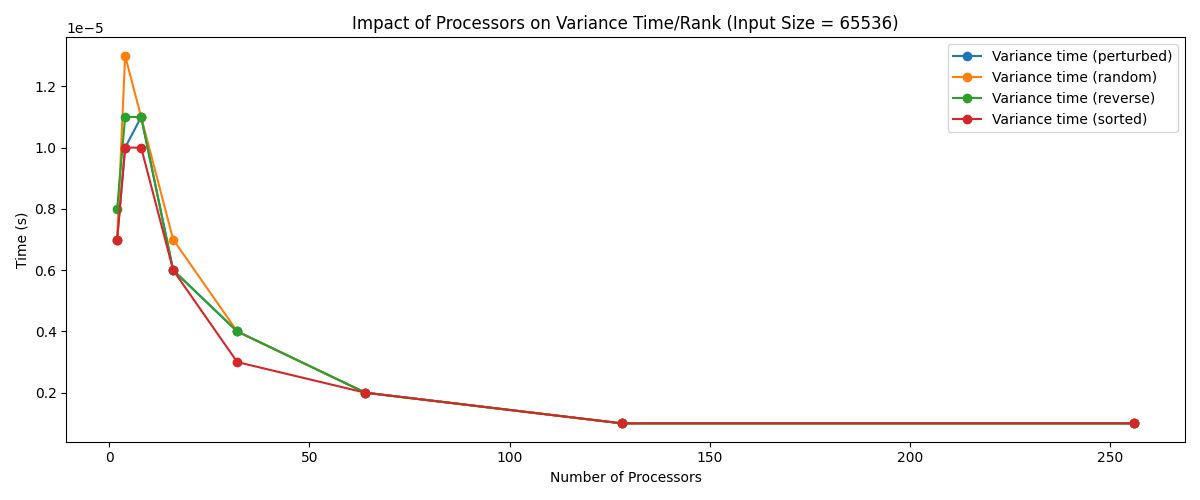 Impact of Processors on Variance Time/Rank (Input Size = 65536)
1e−5
Variance time (perturbed)
Variance time (random)
Variance time (reverse)
Variance time (sorted)
1.2
1.0
0.8
0.6
0.4
0.2
Time (s)
0 50 100 150 200 250
Number of Processors